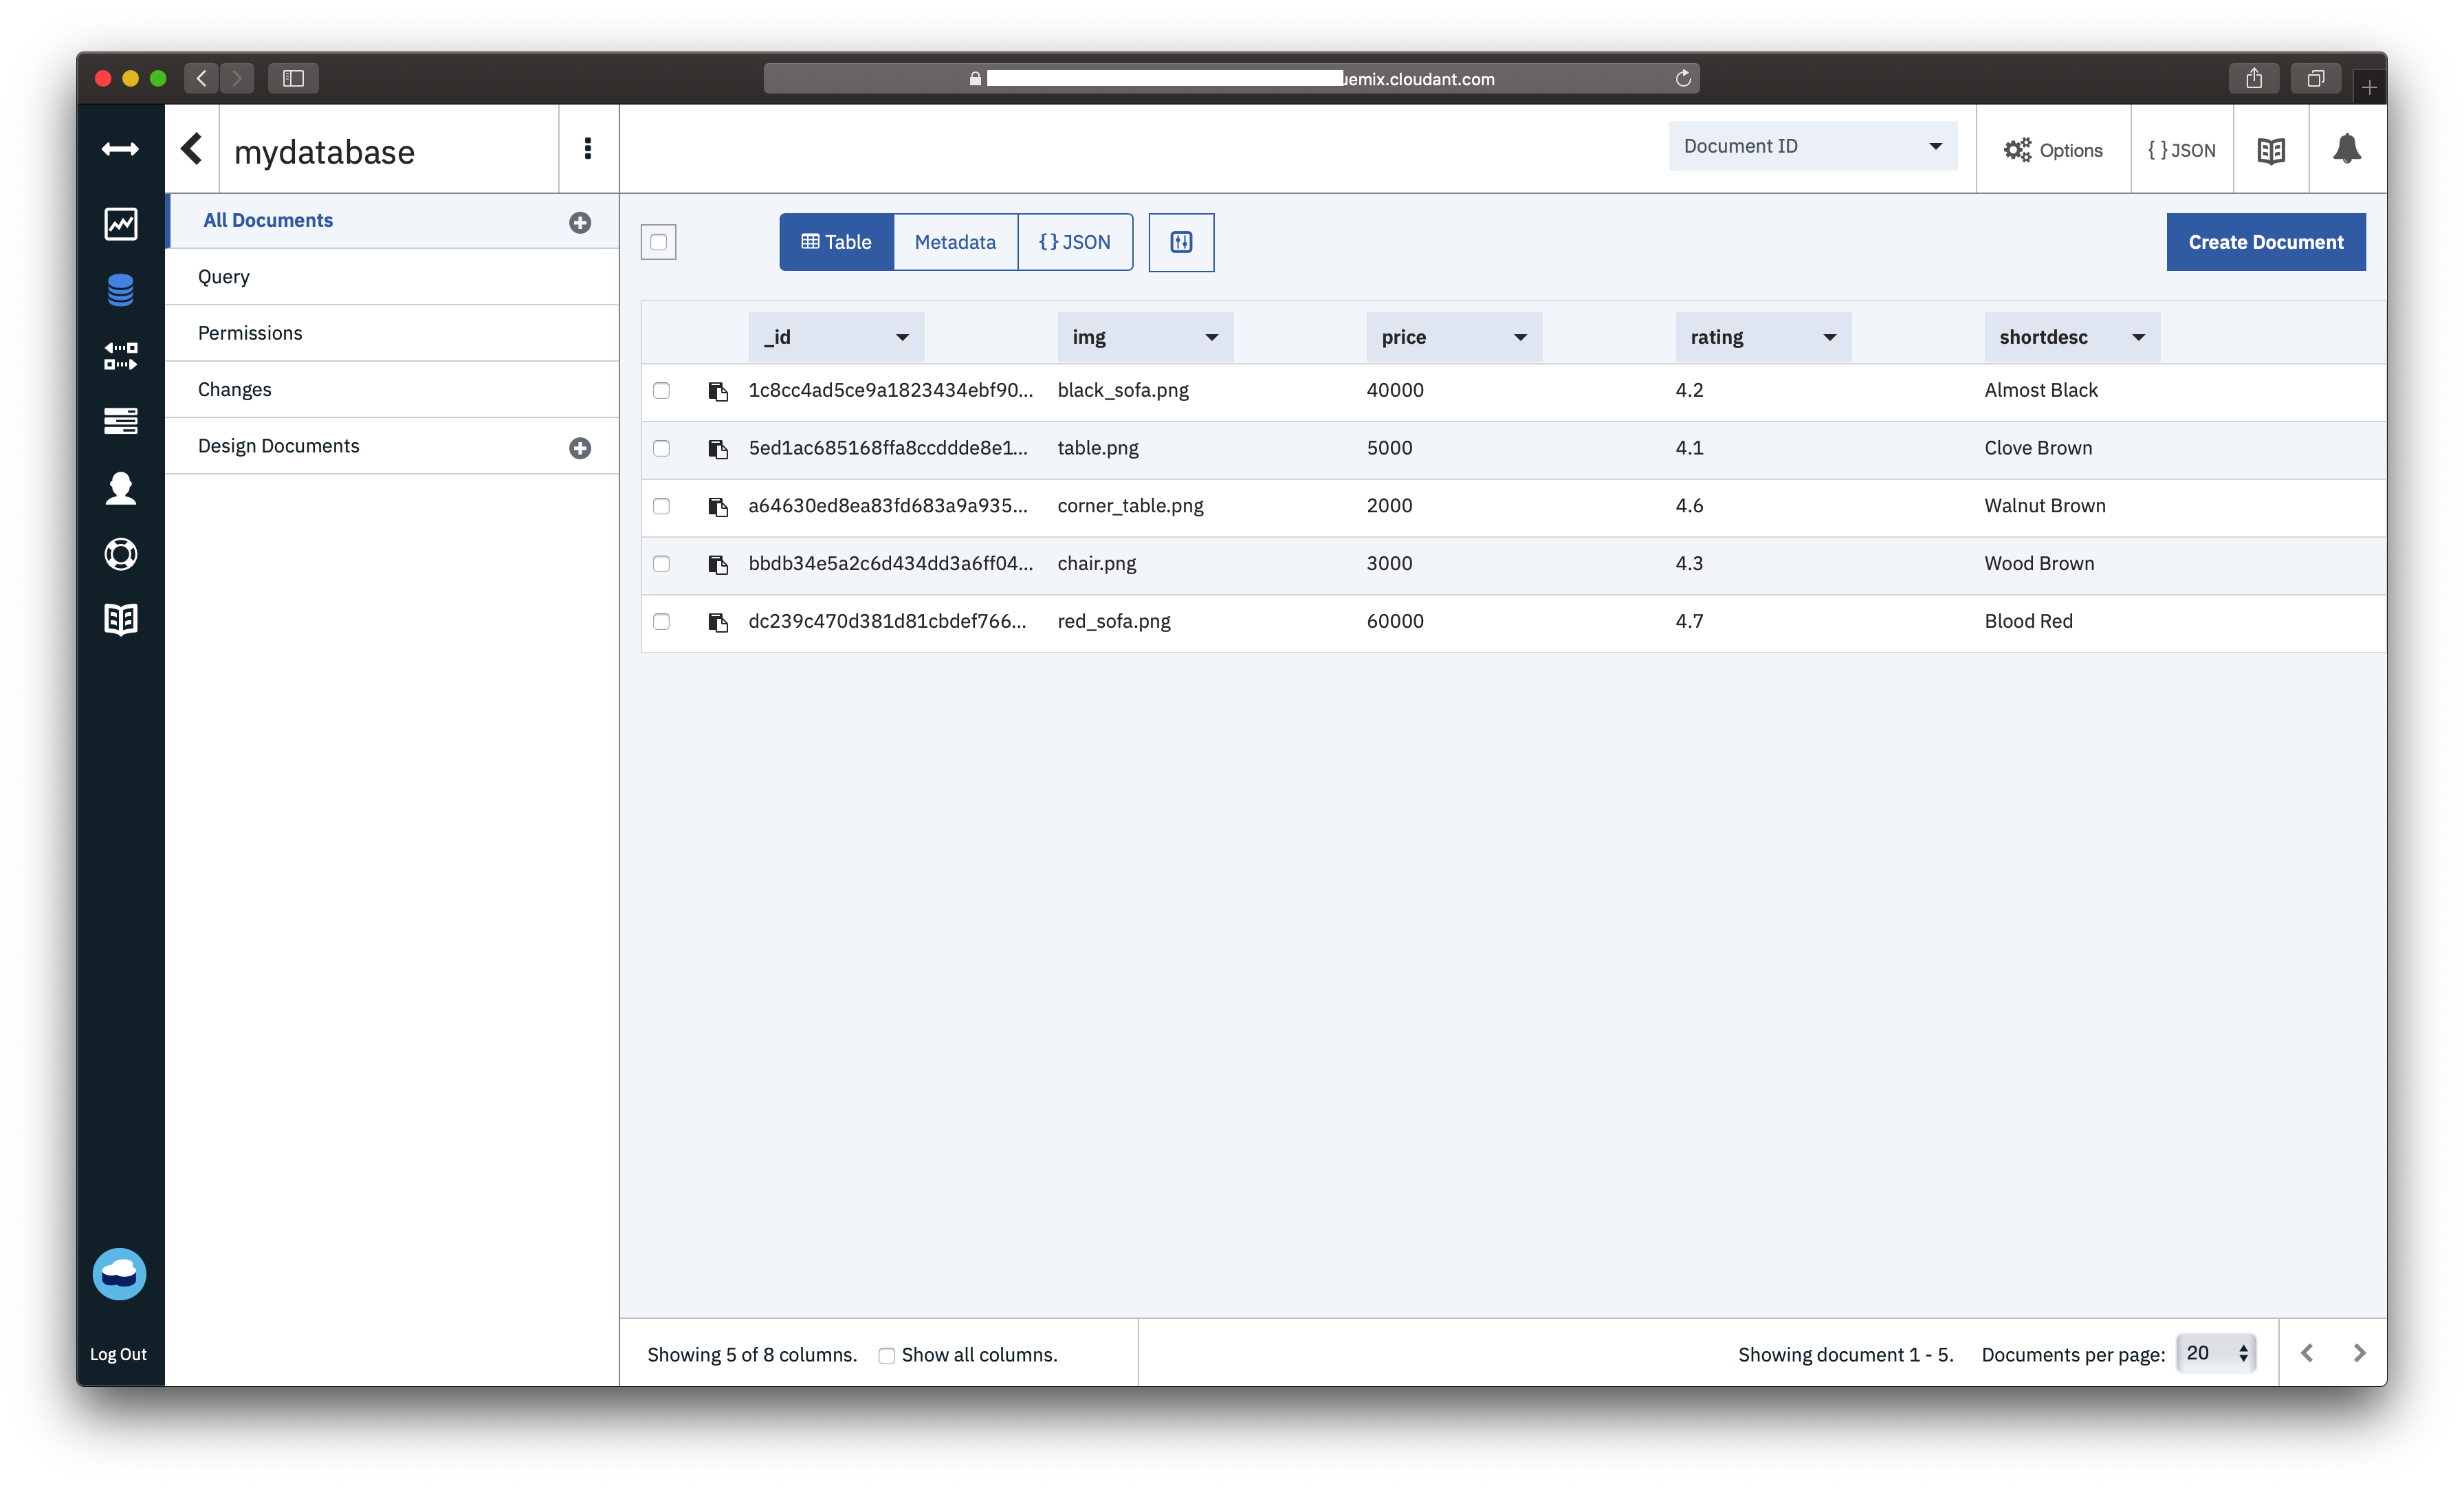 uemix.cloudant.com
mydatabase
Document ID
Options
{ } JSON
All Documents
Query
Permissions
Changes
Design Documents
Table
Metadata
{ } JSON
Create Document
_id img price rating shortdesc
1c8cc4ad5ce9a1823434ebf90... black_sofa.png 40000 4.2 Almost Black
5ed1ac685168ffa8ccddde8e1... table.png 5000 4.1 Clove Brown
a64630ed8ea83fd683a9a935... corner_table.png 2000 4.6 Walnut Brown
bbdb34e5a2c6d434dd3a6ff04... chair.png 3000 4.3 Wood Brown
dc239c470d381d81cbdef766... red_sofa.png 60000 4.7 Blood Red
Log Out
Showing 5 of 8 columns. Show all columns.
Showing document 1 - 5. Documents per page: 20